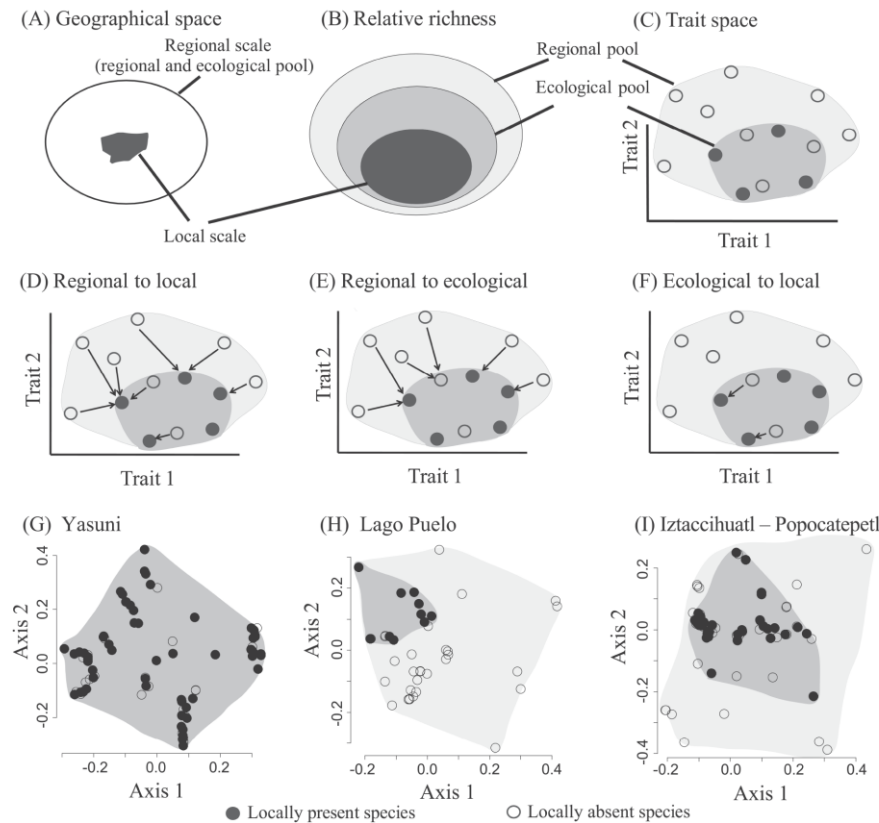 (A) Geographical space
(B) Relative richness
(C) Trait space
Regional scale
(regional and ecological pool)
Regional pool
Ecological pool
Local scale
Trait 2
Trait 1
(D) Regional to local
(E) Regional to ecological
(F) Ecological to local
Trait 2
Trait 1
Trait 2
Trait 1
Trait 2
Trait 1
(G) Yasuni
(H) Lago Puelo
(I) Iztaccihuatl – Popocatepetl
Axis 2
0.4
0.2
0.0
-0.2
-0.2
0.0
0.2
Axis 1
Axis 2
0.2
0.0
-0.2
-0.2
0.0
0.2
0.4
Axis 1
Axis 2
0.2
0.0
-0.2
-0.4
-0.2
0.0
0.2
0.4
Axis 1
Locally present species
Locally absent species